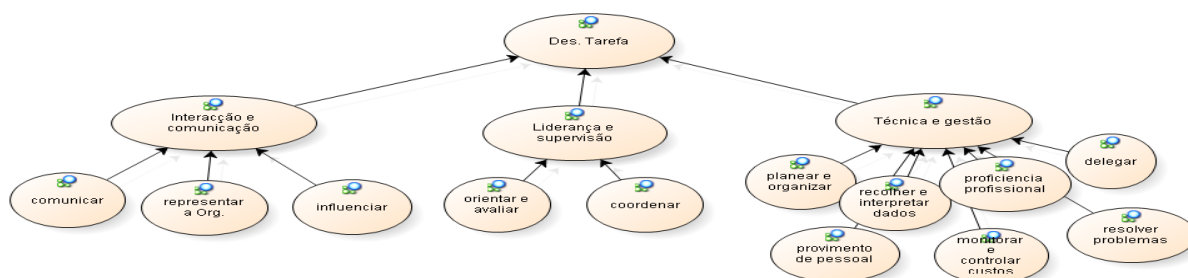 Des. Tarefa
Interacção e
comunicação
Liderança e
supervisão
Técnica e gestão
comunicar
representar
a Org.
influenciar
orientar e
avaliar
coordenar
planear e
organizar
recolher e
interpretar
dados
proficiencia
profissional
delegar
provimento
de pessoal
monitorar
e
controlar
custos
resolver
problemas